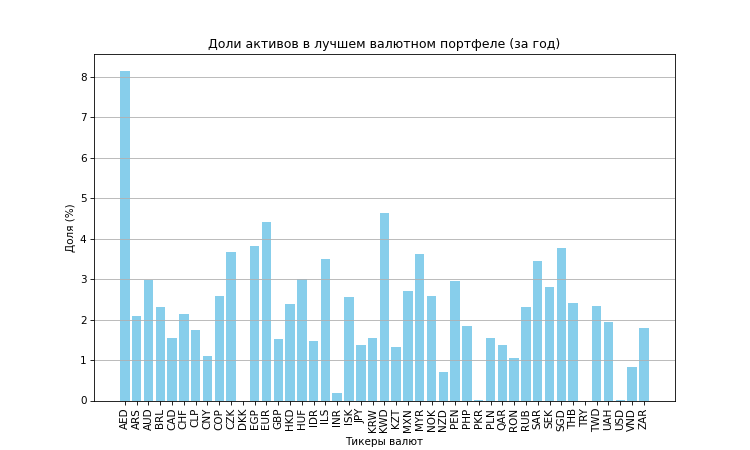 Доли активов в лучшем валютном портфеле (за год)
Доля (%)
8
7
6
5
4
3
2
1
0
AED ARS AUD BRL CAD CHF CLP CNY COP CZK DKK EGP EUR GBP HKD HUF IDR ILS INR ISK JPY KRW KWD KZT MXN MYR NOK NZD PEN PHP PKR PLN QAR RON RUB SAR SEK SGD THB TRY TWD UAH USD VND ZAR
Тикеры валют